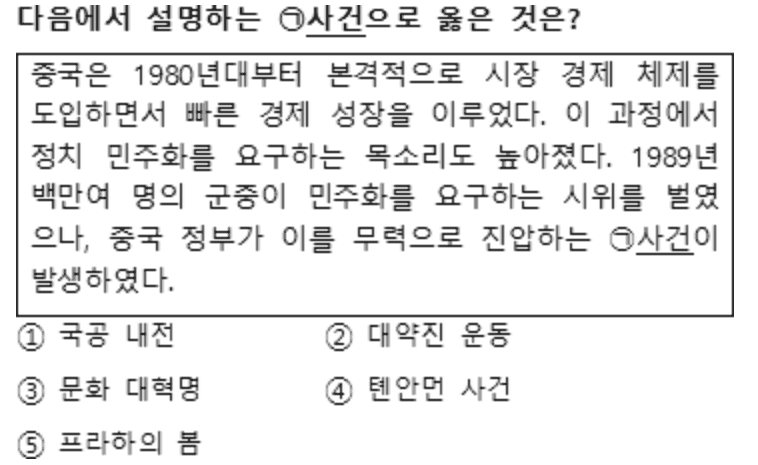 다음에서 설명하는 ㉠사건으로 옳은 것은?
중국은 1980년대부터 본격적으로 시장 경제 체제를
도입하면서 빠른 경제 성장을 이루었다. 이 과정에서
정치 민주화를 요구하는 목소리도 높아졌다. 1989년
백만여 명의 군중이 민주화를 요구하는 시위를 벌였
으나, 중국 정부가 이를 무력으로 진압하는 ㉠사건이
발생하였다.
① 국공 내전 ② 대약진 운동
③ 문화 대혁명 ④ 톈안먼 사건
⑤ 프라하의 봄